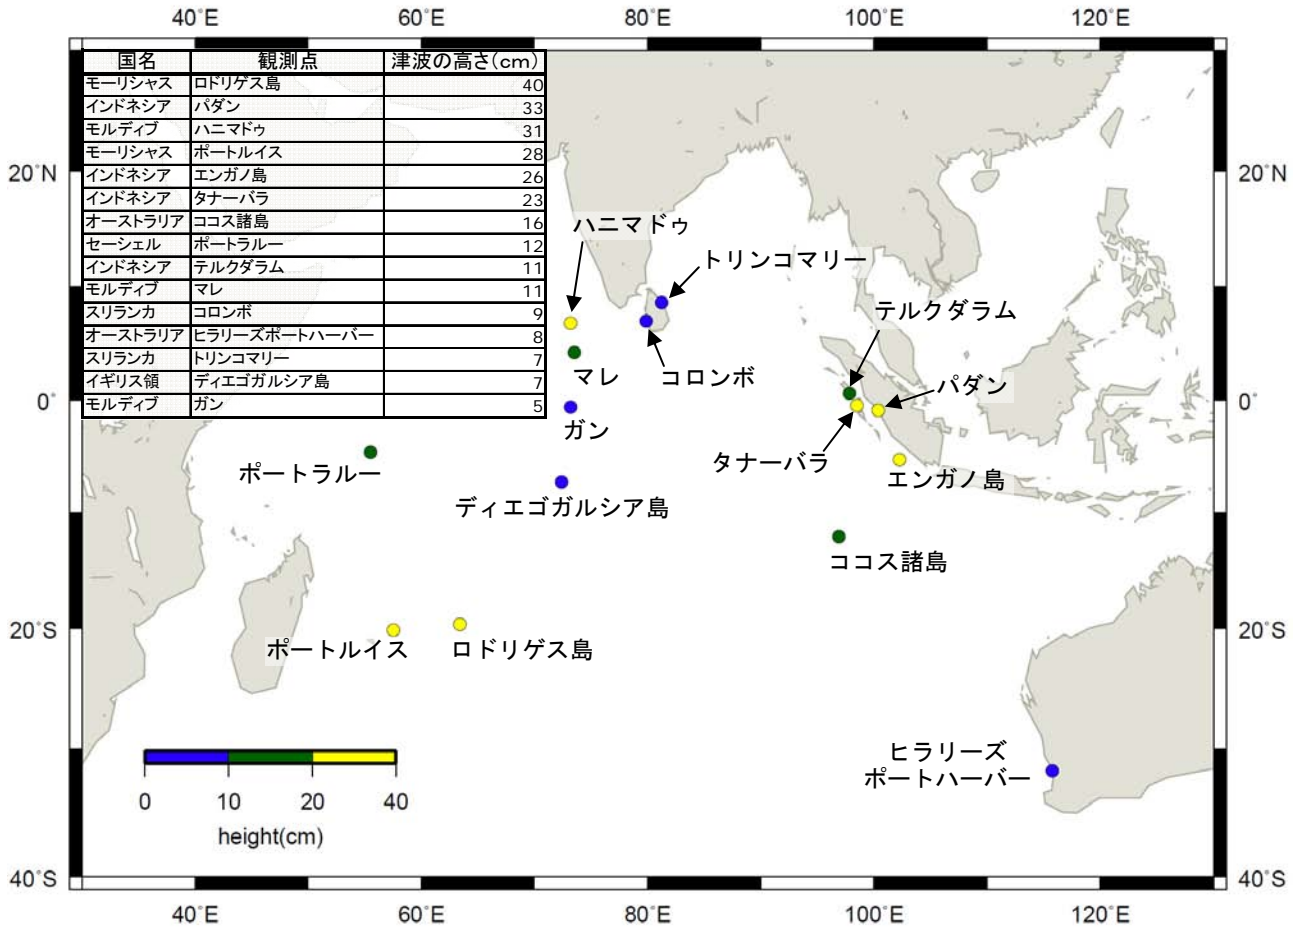 40°E 60°E 80°E 100°E 120°E
国名 観測点 津波の高さ(cm)
モーリシャス ロドリゲス島 40
インドネシア パダン 33
モルディブ ハニマドゥ 31
モーリシャス ポートルイス 28
インドネシア エンガノ島 26
インドネシア タナーバラ 23
オーストラリア ココス諸島 16
セーシェル ポートラルー 12
インドネシア テルクダラム 11
モルディブ マレ 11
スリランカ コロンボ 9
オーストラリア ヒラリーズポートハーバー 8
スリランカ トリンコマリー 7
イギリス領 ディエゴガルシア島 7
モルディブ ガン 5
20°N 20°N
ハニマドゥ
トリンコマリー
テルクダラム
マレ コロンボ パダン
0° 0°
ガン
タナーバラ
ポートラルー
エンガノ島
ディエゴガルシア島
ココス諸島
20°S 20°S
ポートルイス ロドリゲス島
ヒラリーズ
ポートハーバー
0 10 20 40
height(cm)
40°S 40°S
40°E 60°E 80°E 100°E 120°E